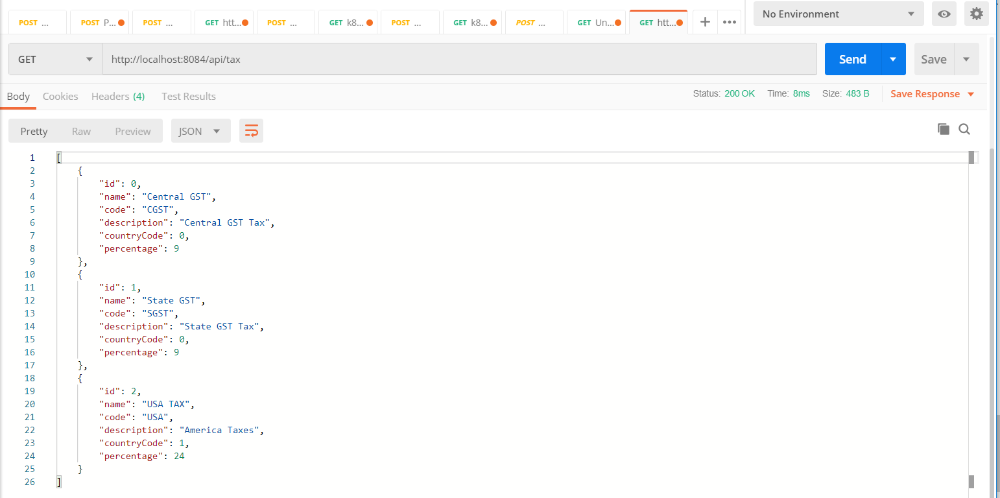 POST ... POST P... POST ... GET htt... POST ... GET k8... POST ... GET k8... POST ... GET Un... GET htt... + ••• No Environment
GET http://localhost:8084/api/tax Send Save
Body Cookies Headers (4) Test Results Status: 200 OK Time: 8ms Size: 483 B Save Response
Pretty Raw Preview JSON
1 [
2 {
3 "id": 0,
4 "name": "Central GST",
5 "code": "CGST",
6 "description": "Central GST Tax",
7 "countryCode": 0,
8 "percentage": 9
9 },
10 {
11 "id": 1,
12 "name": "State GST",
13 "code": "SGST",
14 "description": "State GST Tax",
15 "countryCode": 0,
16 "percentage": 9
17 },
18 {
19 "id": 2,
20 "name": "USA TAX",
21 "code": "USA",
22 "description": "America Taxes",
23 "countryCode": 1,
24 "percentage": 24
25 }
26 ]